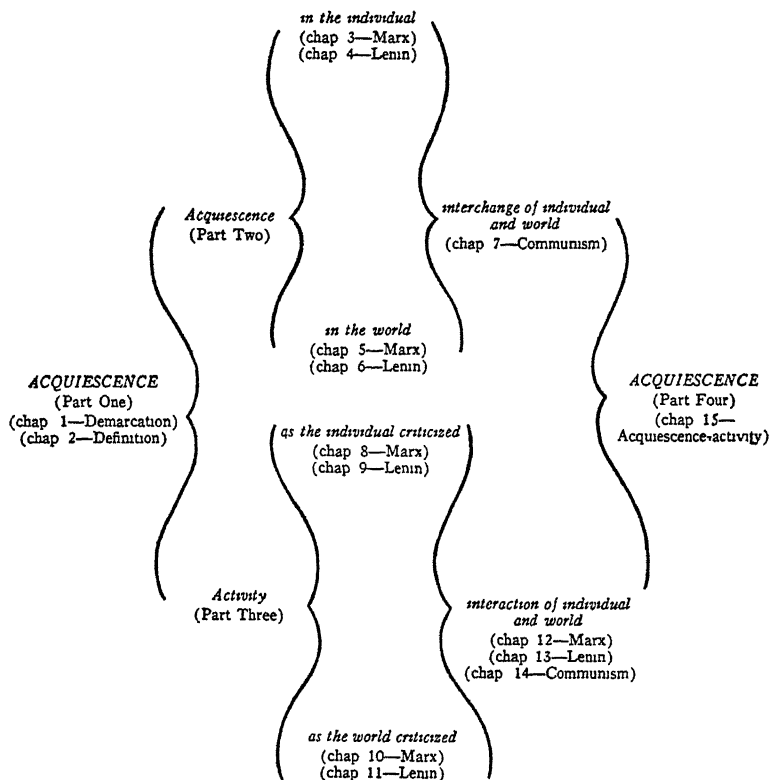 in the individual
(chap 3—Marx)
(chap 4—Lenin)
Acquiescence
(Part Two)
interchange of individual
and world
(chap 7—Communism)
in the world
(chap 5—Marx)
(chap 6—Lenin)
ACQUIESCENCE
(Part One)
(chap 1—Demarcation)
(chap 2—Definition)
ACQUIESCENCE
(Part Four)
(chap 15—
Acquiescence-activity)
as the individual criticized
(chap 8—Marx)
(chap 9—Lenin)
Activity
(Part Three)
interaction of individual
and world
(chap 12—Marx)
(chap 13—Lenin)
(chap 14—Communism)
as the world criticized
(chap 10—Marx)
(chap 11—Lenin)